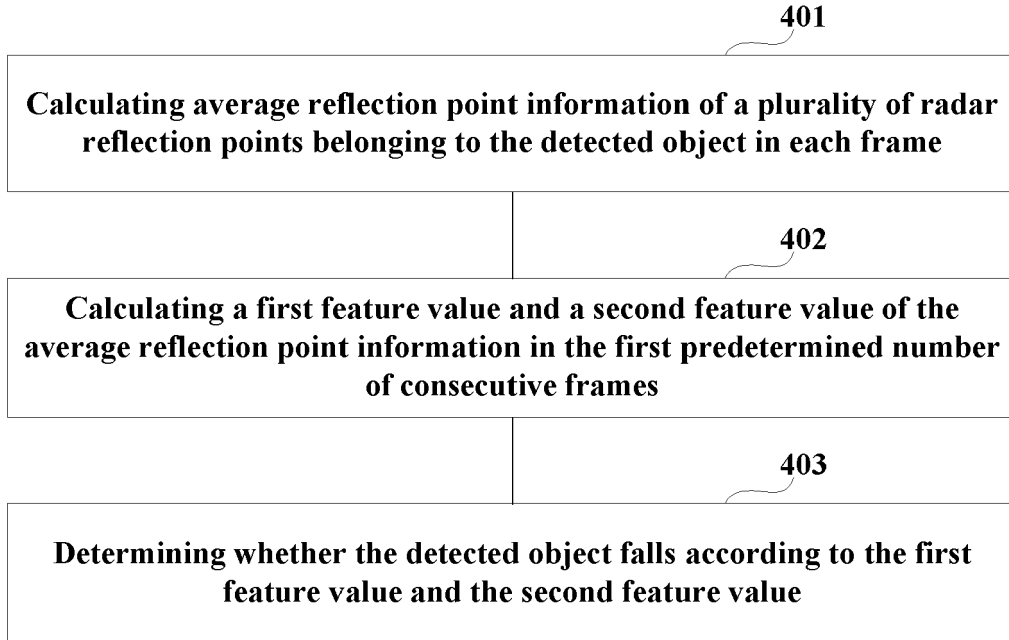 401
Calculating average reflection point information of a plurality of radar
reflection points belonging to the detected object in each frame
402
Calculating a first feature value and a second feature value of the
average reflection point information in the first predetermined number
of consecutive frames
403
Determining whether the detected object falls according to the first
feature value and the second feature value